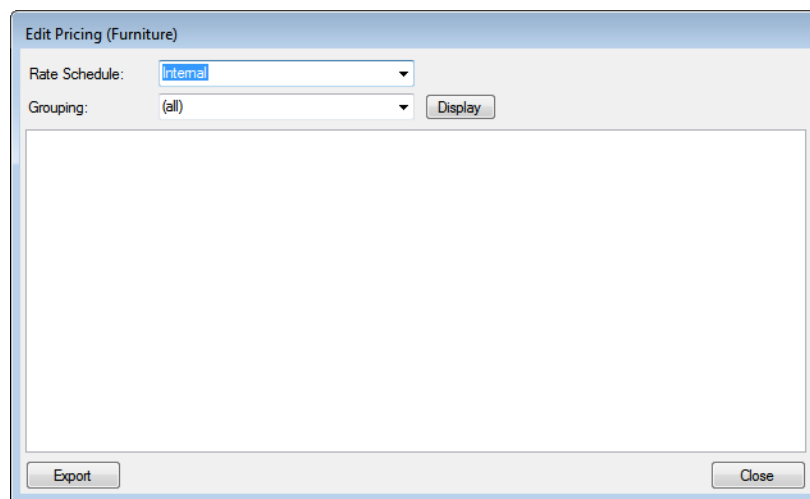 Edit Pricing (Furniture)
Rate Schedule: Internal
Grouping: (all) Display
Export Close